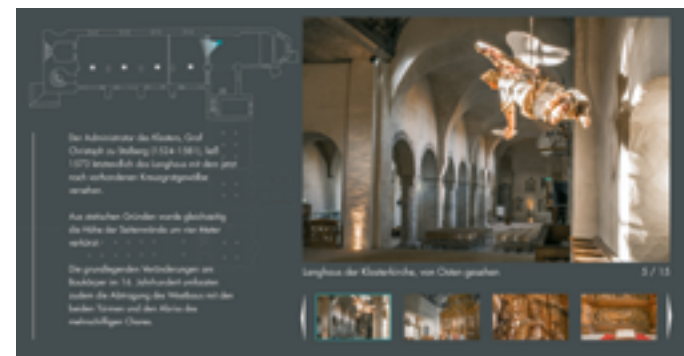 Der Administrator des Klosters, Graf
Christoph zu Stolberg (1524-1581), ließ
1572 letztendlich das Langhaus mit dem jetzt
noch vorhandenen Kreuzgratgewölbe
versehen.
Aus statischen Gründen wurde gleichzeitig
die Höhe der Seitenwände um vier Meter
verkürzt.
Die grundlegenden Veränderungen am
Baukörper im 16. Jahrhundert umfassten
zudem die Abtragung des Westbaus mit den
beiden Türmen und den Abriss des
mehrschiffigen Chores.
Langhaus der Klosterkirche, von Osten gesehen
5 / 15